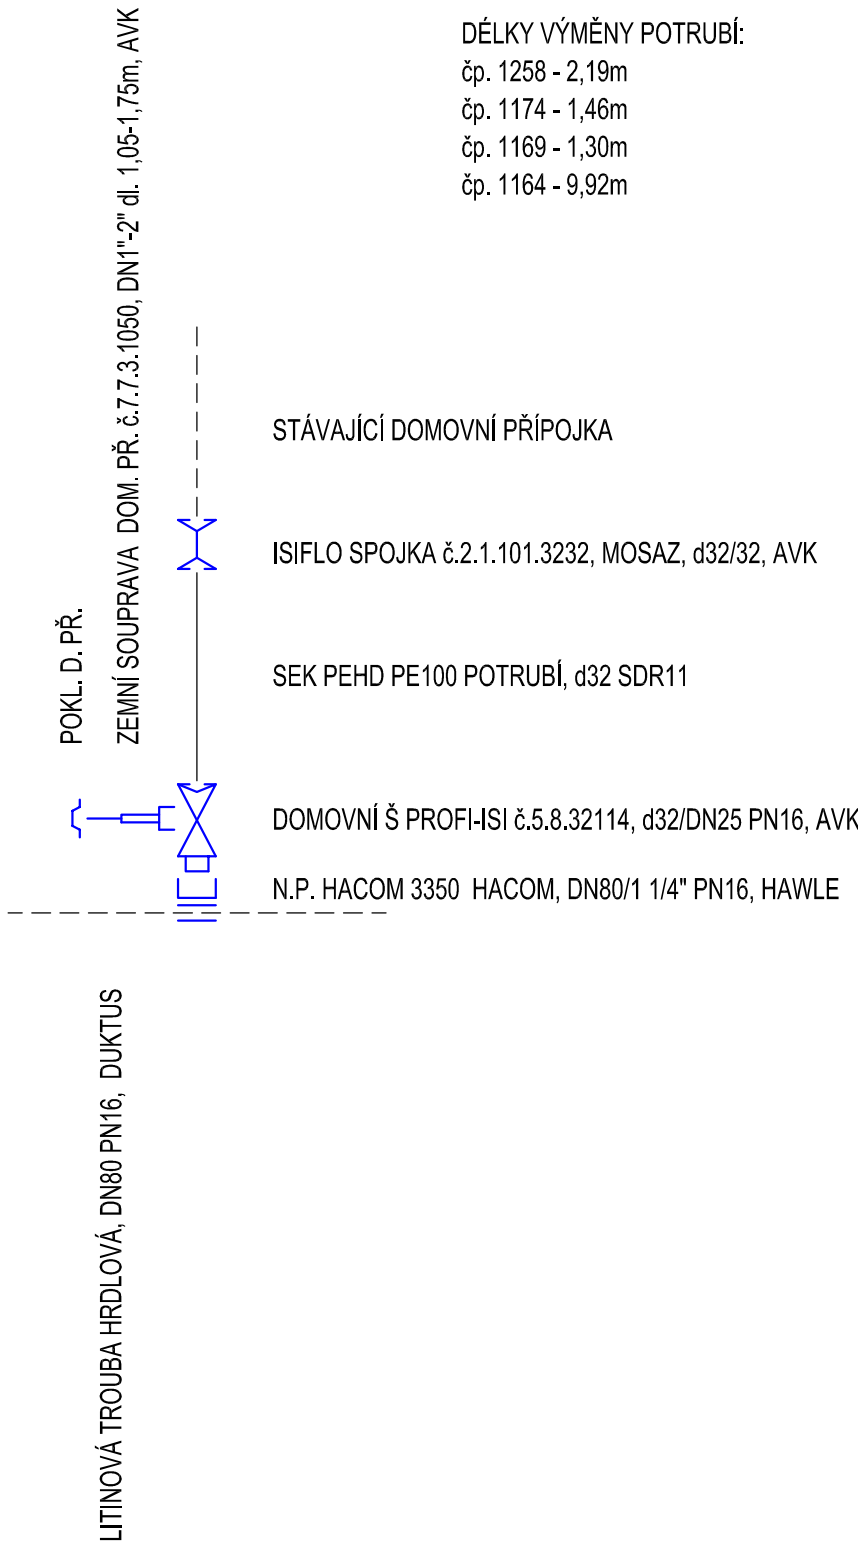 DÉLKY VÝMĚNY POTRUBÍ:
čp. 1258 - 2,19m
čp. 1174 - 1,46m
čp. 1169 - 1,30m
čp. 1164 - 9,92m
POKL. D. PŘ.
ZEMNÍ SOUPRAVA  DOM. PŘ. č.7.7.3.1050, DN1"-2" dl. 1,05-1,75m, AVK
STÁVAJÍCÍ DOMOVNÍ PŘÍPOJKA
ISIFLO SPOJKA č.2.1.101.3232, MOSAZ, d32/32, AVK
SEK PEHD PE100 POTRUBÍ, d32 SDR11
DOMOVNÍ Š PROFI-ISI č.5.8.32114, d32/DN25 PN16, AVK
N.P. HACOM 3350  HACOM, DN80/1 1/4" PN16, HAWLE
LITINOVÁ TROUBA HRDLOVÁ, DN80 PN16,  DUKTUS